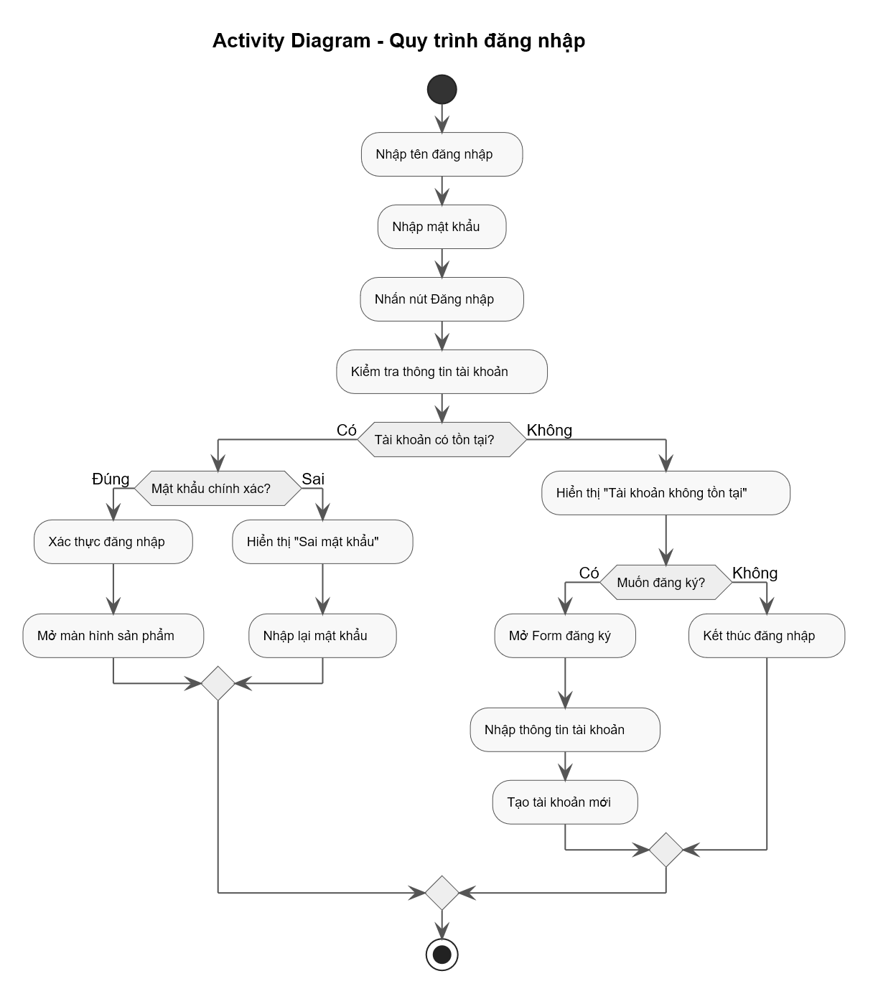 Activity Diagram - Quy trình đăng nhập
Nhập tên đăng nhập
Nhập mật khẩu
Nhấn nút Đăng nhập
Kiểm tra thông tin tài khoản
Có
Tài khoản có tồn tại?
Không
Đúng
Mật khẩu chính xác?
Sai
Hiển thị "Tài khoản không tồn tại"
Xác thực đăng nhập
Hiển thị "Sai mật khẩu"
Có
Muốn đăng ký?
Không
Mở màn hình sản phẩm
Nhập lại mật khẩu
Mở Form đăng ký
Kết thúc đăng nhập
Nhập thông tin tài khoản
Tạo tài khoản mới